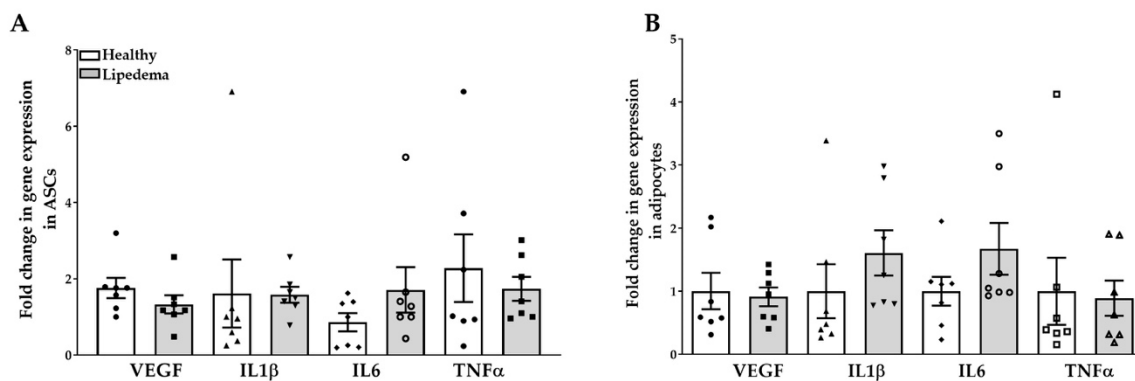 A
Fold change in gene expression
in ASCs
8
6
4
2
0
Healthy
Lipedema
VEGF IL1β IL6 TNFα
B
Fold change in gene expression
in adipocytes
5
4
3
2
1
0
VEGF IL1β IL6 TNFα